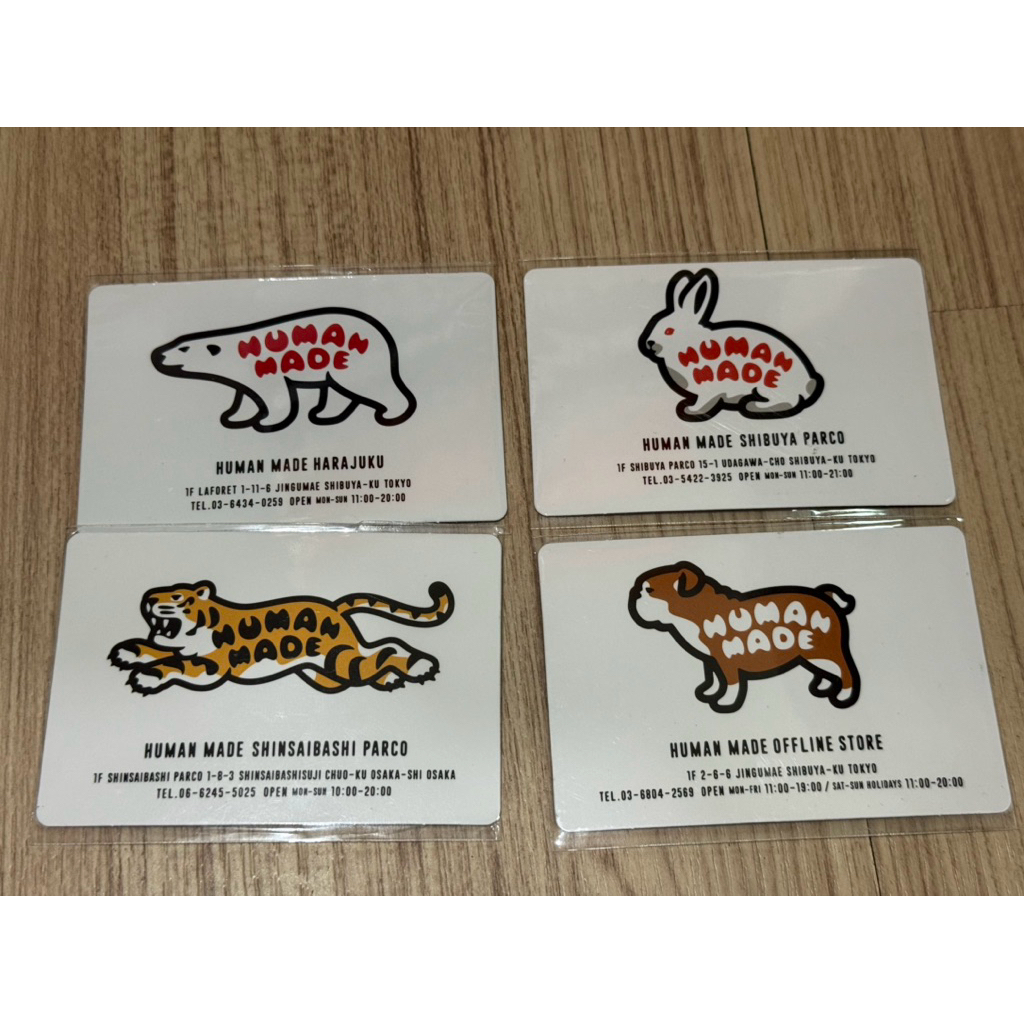 HUMAN
MADE
HUMAN MADE HARAJUKU
1F LAFORET 1-11-6 JINGUMAE SHIBUYA-KU TOKYO
TEL.03-6434-0259 OPEN MON-SUN 11:00-20:00
HUMAN
MADE
HUMAN MADE SHIBUYA PARCO
1F SHIBUYA PARCO 15-1 UDAGAWA-CHO SHIBUYA-KU TOKYO
TEL.03-5422-3925 OPEN MON-SUN 11:00-21:00
HUMAN
MADE
HUMAN MADE SHINSAIBASHI PARCO
1F SHINSAIBASHI PARCO 1-8-3 SHINSAIBASHISUJI CHUO-KU OSAKA-SHI OSAKA
TEL.06-6245-5025 OPEN MON-SUN 10:00-20:00
HUMAN
MADE
HUMAN MADE OFFLINE STORE
1F 2-6-6 JINGUMAE SHIBUYA-KU TOKYO
TEL.03-6804-2569 OPEN MON-FRI 11:00-19:00 / SAT-SUN HOLIDAYS 11:00-20:00